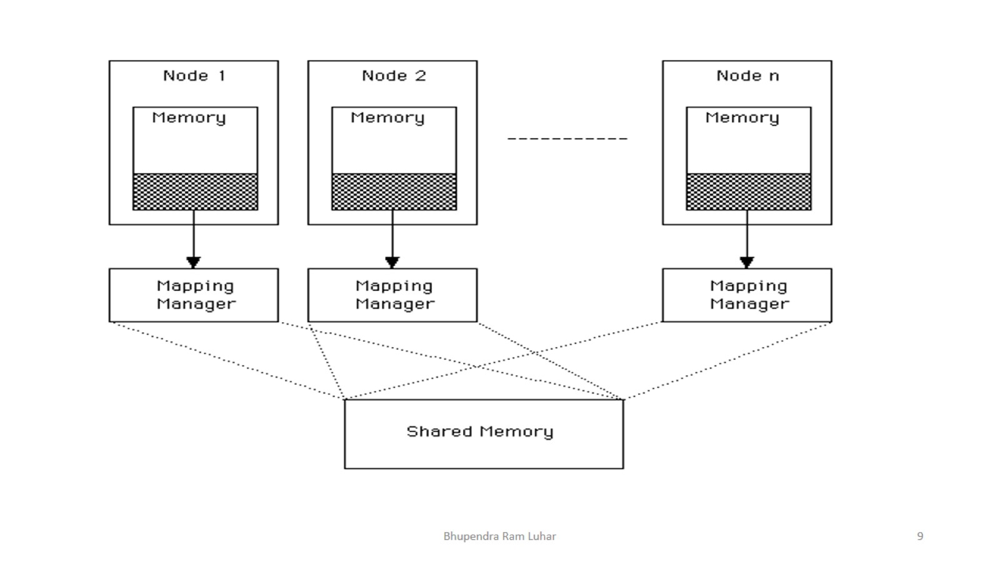 Node 1
Node 2
Node n
Memory
Memory
Memory
Mapping
Manager
Mapping
Manager
Mapping
Manager
Shared Memory
Bhupendra Ram Luhar
9